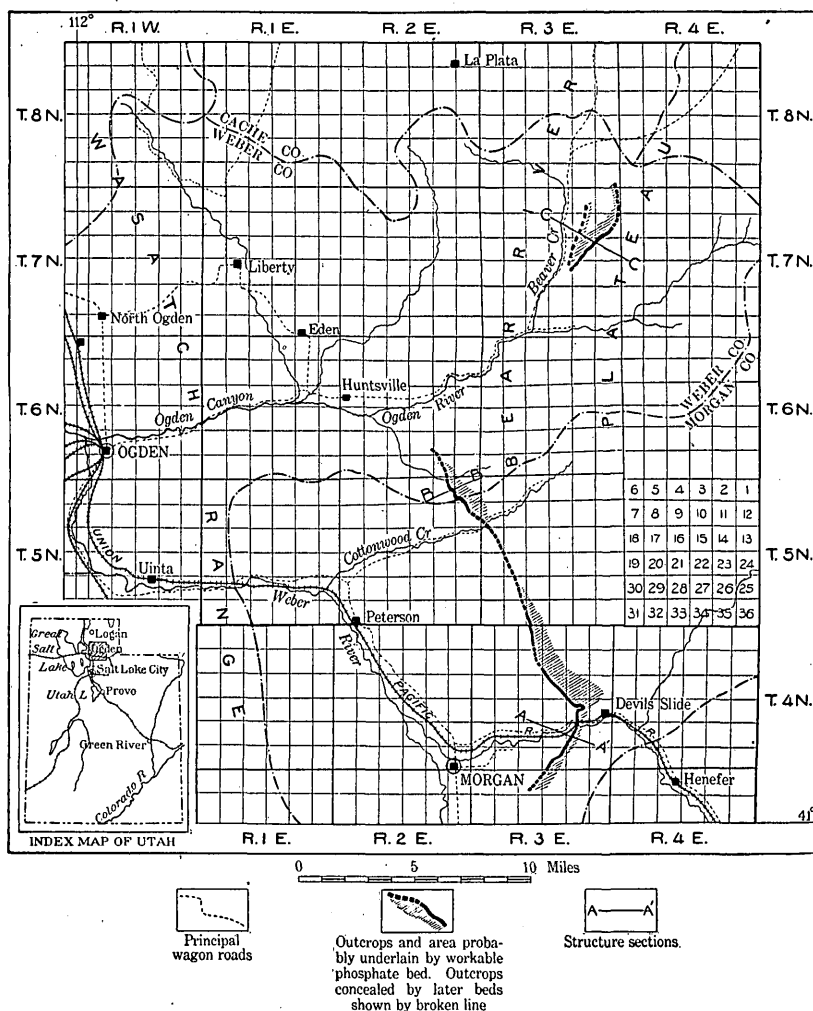 112°
R. 1 W.
R. 1 E.
R. 2 E.
R. 3 E.
R. 4 E.
La Plata
T. 8 N.
T. 8 N.
CACHE CO
WEBER CO
WASATCH RANGE
BEAR RIVER PLATEAU
C
C
Beaver Cr
T. 7 N.
T. 7 N.
Liberty
North Ogden
Eden
WEBER CO
MORGAN CO
Huntsville
Ogden Canyon
Ogden River
T. 6 N.
T. 6 N.
OGDEN
B B
6 5 4 3 2 1
7 8 9 10 11 12
18 17 16 15 14 13
19 20 21 22 23 24
30 29 28 27 26 25
31 32 33 34 35 36
Cottonwood Cr
T. 5 N.
T. 5 N.
UNION PACIFIC R. R.
Uinta
Weber River
Peterson
T. 4 N.
Devils Slide
A A'
MORGAN
Henefer
41°
Great Salt Lake
Logan
Ogden
Salt Lake City
Utah L
Provo
Green River
Colorado R
INDEX MAP OF UTAH
R. 1 E.
R. 2 E.
R. 3 E.
R. 4 E.
0 5 10 Miles
Principal
wagon roads
Outcrops and area proba-
bly underlain by workable
phosphate bed. Outcrops
concealed by later beds
shown by broken line
A A'
Structure sections.